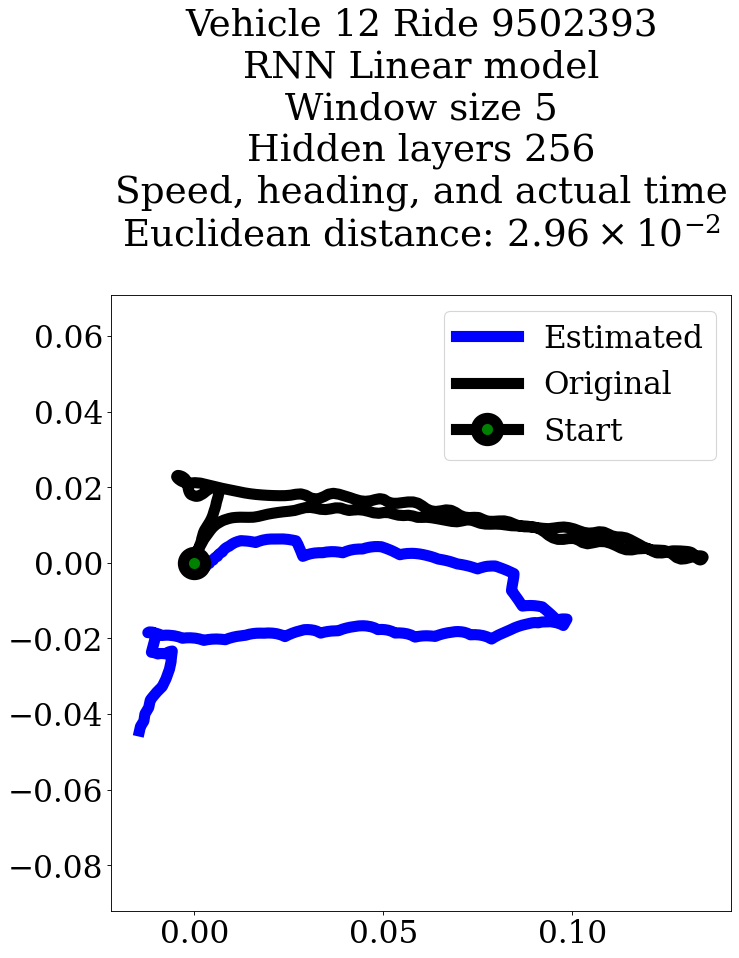 Vehicle 12 Ride 9502393
RNN Linear model
Window size 5
Hidden layers 256
Speed, heading, and actual time
Euclidean distance: 2.96 × 10⁻²
Estimated
Original
Start
0.06
0.04
0.02
0.00
−0.02
−0.04
−0.06
−0.08
0.00 0.05 0.10